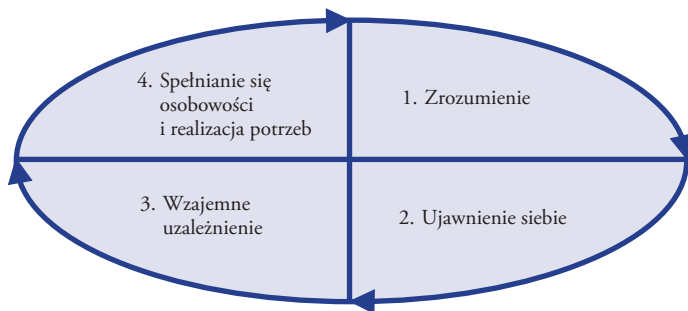 4. Spełnianie się
osobowości
i realizacja potrzeb
1. Zrozumienie
3. Wzajemne
uzależnienie
2. Ujawnienie siebie